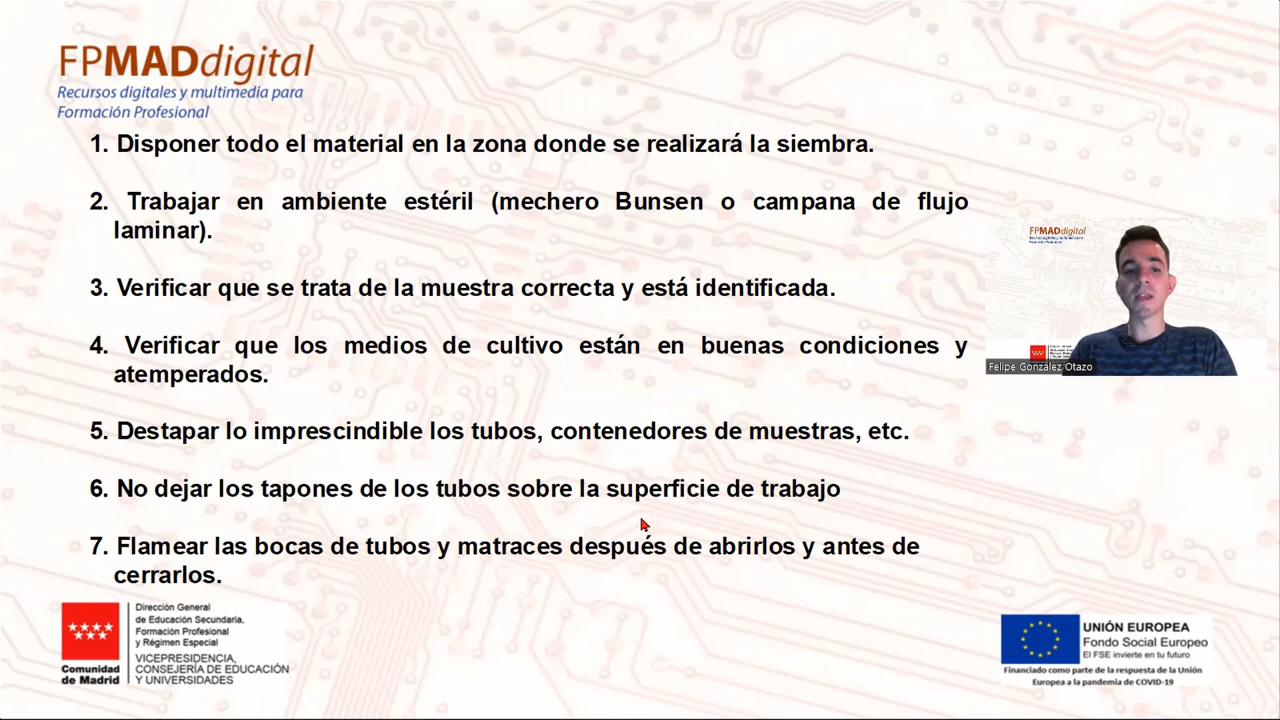 FPMADdigital
Recursos digitales y multimedia para
Formación Profesional
1. Disponer todo el material en la zona donde se realizará la siembra.
2. Trabajar en ambiente estéril (mechero Bunsen o campana de flujo
laminar).
3. Verificar que se trata de la muestra correcta y está identificada.
4. Verificar que los medios de cultivo están en buenas condiciones y
atemperados.
5. Destapar lo imprescindible los tubos, contenedores de muestras, etc.
6. No dejar los tapones de los tubos sobre la superficie de trabajo
7. Flamear las bocas de tubos y matraces después de abrirlos y antes de
cerrarlos.
FPMADdigital
Felipe González Otazo
Comunidad
de Madrid
Dirección General
de Educación Secundaria,
Formación Profesional
y Régimen Especial
VICEPRESIDENCIA,
CONSEJERÍA DE EDUCACIÓN
Y UNIVERSIDADES
UNIÓN EUROPEA
Fondo Social Europeo
El FSE invierte en tu futuro
Financiado como parte de la respuesta de la Unión
Europea a la pandemia de COVID-19